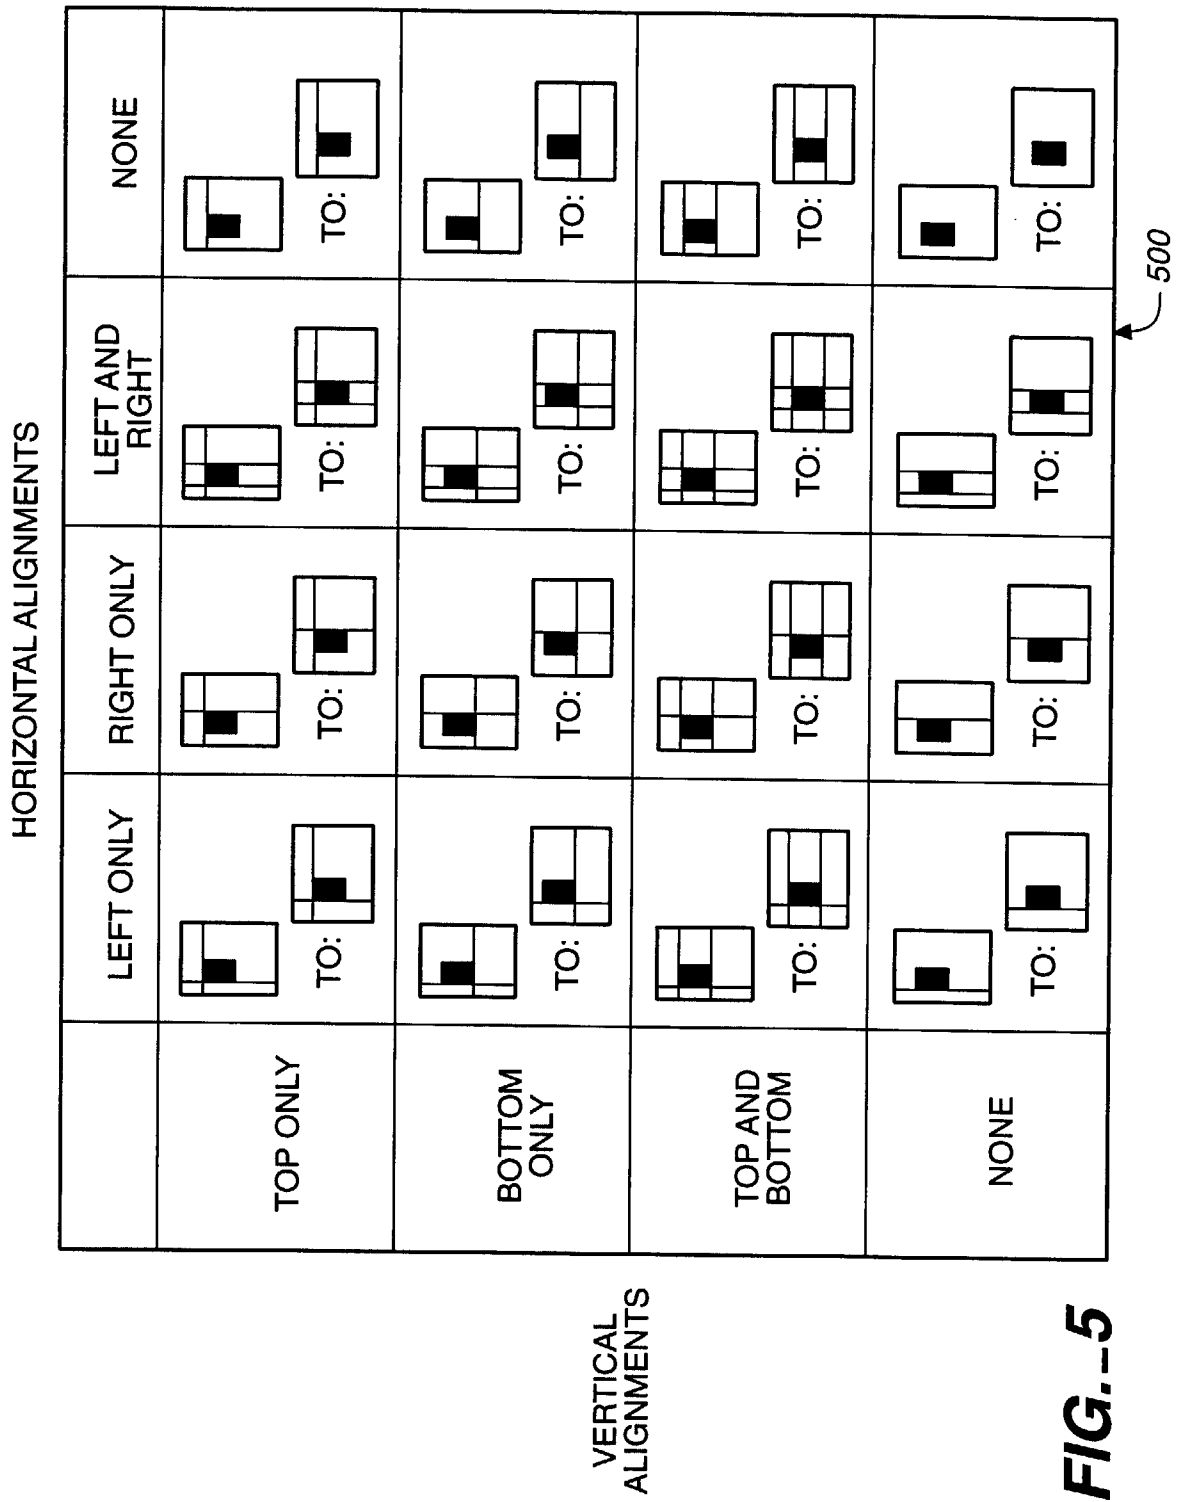 HORIZONTAL ALIGNMENTS
LEFT ONLY
RIGHT ONLY
LEFT AND
RIGHT
NONE
VERTICAL
ALIGNMENTS
TOP ONLY
TO:
TO:
TO:
TO:
BOTTOM
ONLY
TO:
TO:
TO:
TO:
TOP AND
BOTTOM
TO:
TO:
TO:
TO:
NONE
TO:
TO:
TO:
TO:
500
FIG.–5